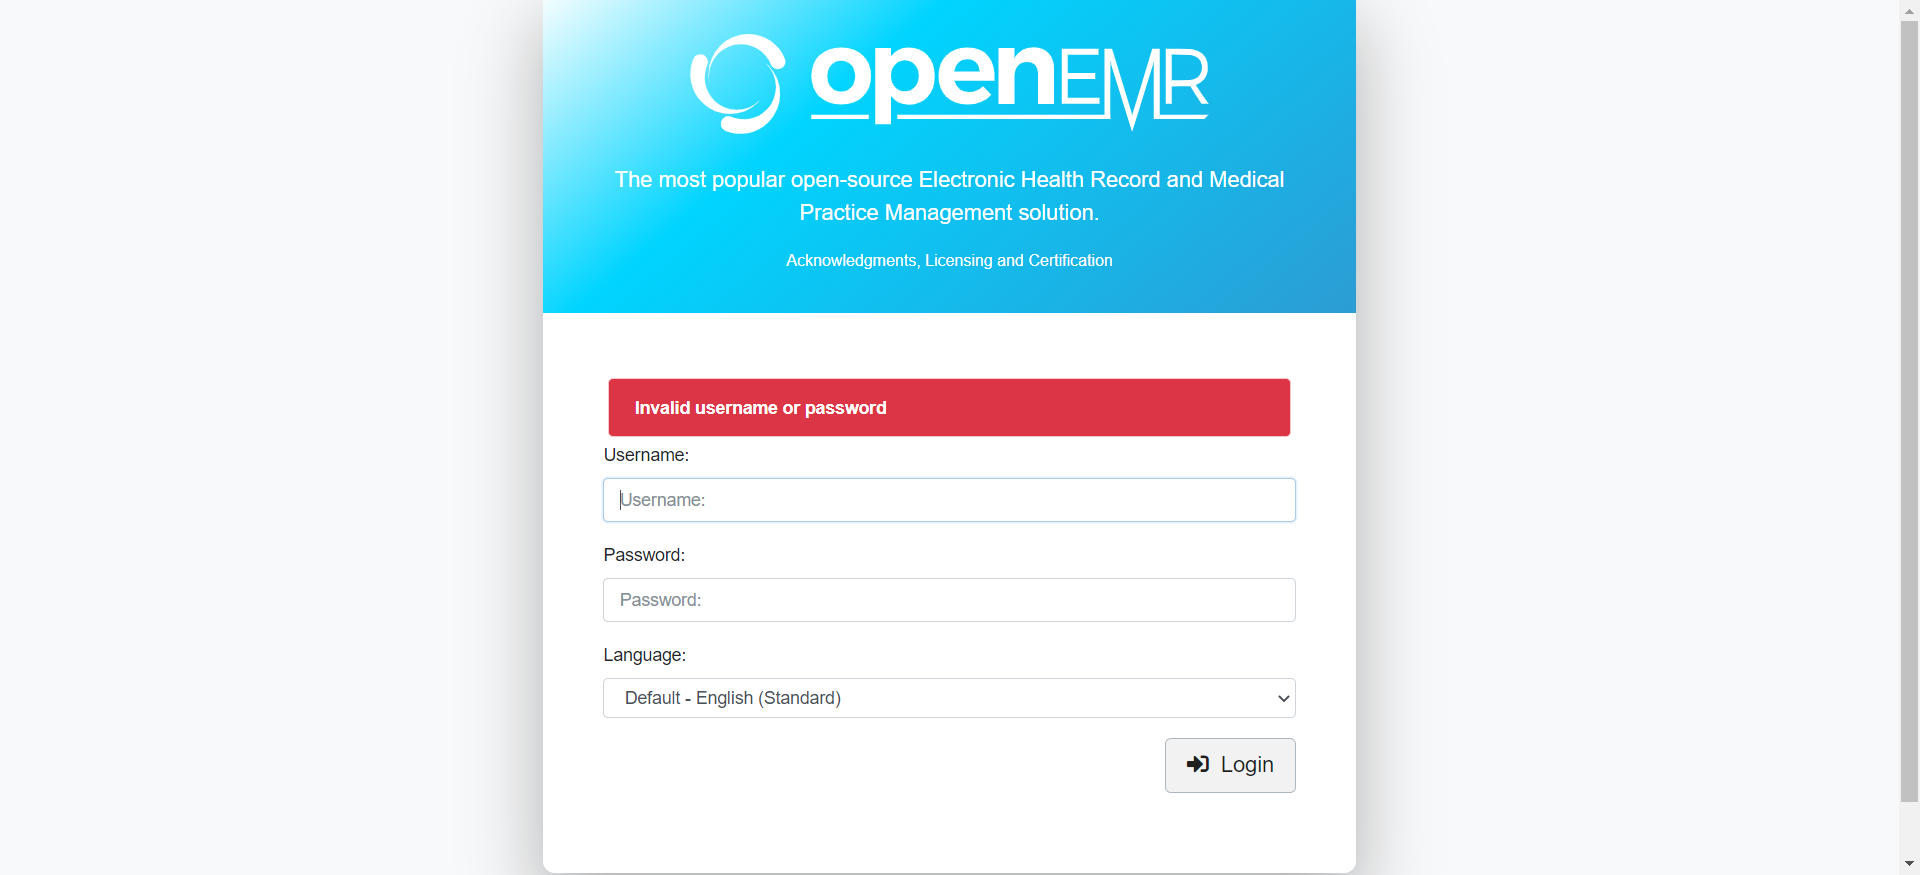 openEMR
The most popular open-source Electronic Health Record and Medical
Practice Management solution.
Acknowledgments, Licensing and Certification
Invalid username or password
Username:
Username:
Password:
Password:
Language:
Default - English (Standard)
Login